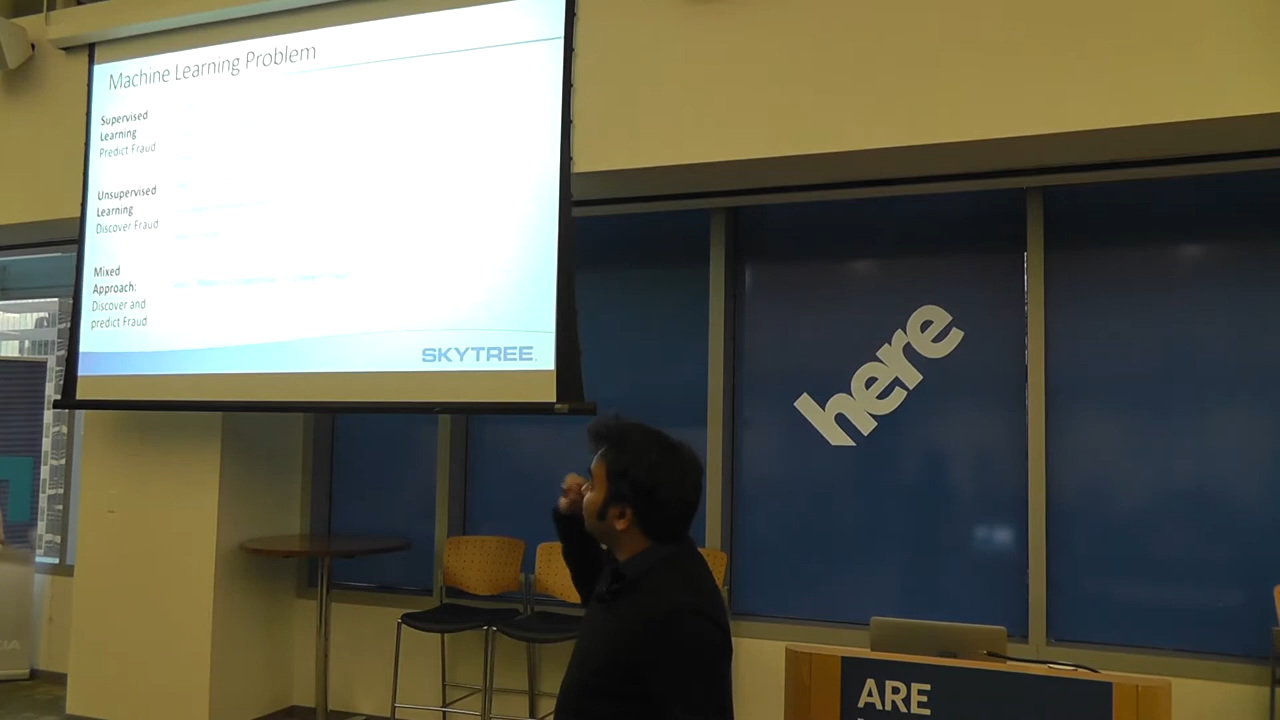 Machine Learning Problem
Supervised
Learning
Predict Fraud
Unsupervised
Learning
Discover Fraud
Mixed
Approach:
Discover and
predict Fraud
SKYTREE
here
ARE